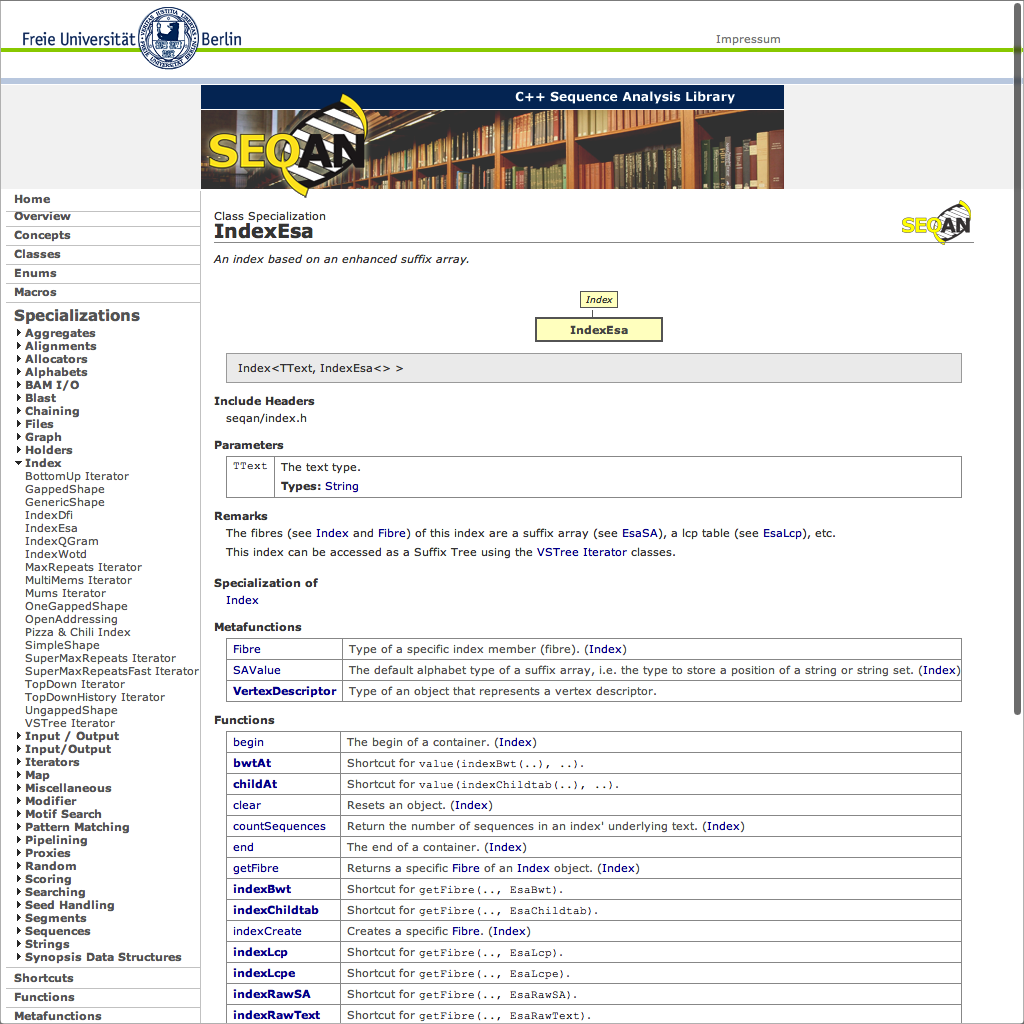 Freie Universität Berlin
Impressum
C++ Sequence Analysis Library
SEQAN
Home
Overview
Concepts
Classes
Enums
Macros
Specializations
Aggregates
Alignments
Allocators
Alphabets
BAM I/O
Blast
Chaining
Files
Graph
Holders
Index
BottomUp Iterator
GappedShape
GenericShape
IndexDfi
IndexEsa
IndexQGram
IndexWotd
MaxRepeats Iterator
MultiMems Iterator
Mums Iterator
OneGappedShape
OpenAddressing
Pizza & Chili Index
SimpleShape
SuperMaxRepeats Iterator
SuperMaxRepeatsFast Iterator
TopDown Iterator
TopDownHistory Iterator
UngappedShape
VSTree Iterator
Input / Output
Input/Output
Iterators
Map
Miscellaneous
Modifier
Motif Search
Pattern Matching
Pipelining
Proxies
Random
Scoring
Searching
Seed Handling
Segments
Sequences
Strings
Synopsis Data Structures
Shortcuts
Functions
Metafunctions
Class Specialization
IndexEsa
SEQAN
An index based on an enhanced suffix array.
Index
IndexEsa
Index<TText, IndexEsa<> >
Include Headers
seqan/index.h
Parameters
TText The text type.
Types: String
Remarks
The fibres (see Index and Fibre) of this index are a suffix array (see EsaSA), a lcp table (see EsaLcp), etc.
This index can be accessed as a Suffix Tree using the VSTree Iterator classes.
Specialization of
Index
Metafunctions
Fibre Type of a specific index member (fibre). (Index)
SAValue The default alphabet type of a suffix array, i.e. the type to store a position of a string or string set. (Index)
VertexDescriptor Type of an object that represents a vertex descriptor.
Functions
begin The begin of a container. (Index)
bwtAt Shortcut for value(indexBwt(..), ..).
childAt Shortcut for value(indexChildtab(..), ..).
clear Resets an object. (Index)
countSequences Return the number of sequences in an index' underlying text. (Index)
end The end of a container. (Index)
getFibre Returns a specific Fibre of an Index object. (Index)
indexBwt Shortcut for getFibre(.., EsaBwt).
indexChildtab Shortcut for getFibre(.., EsaChildtab).
indexCreate Creates a specific Fibre. (Index)
indexLcp Shortcut for getFibre(.., EsaLcp).
indexLcpe Shortcut for getFibre(.., EsaLcpe).
indexRawSA Shortcut for getFibre(.., EsaRawSA).
indexRawText Shortcut for getFibre(.., EsaRawText).